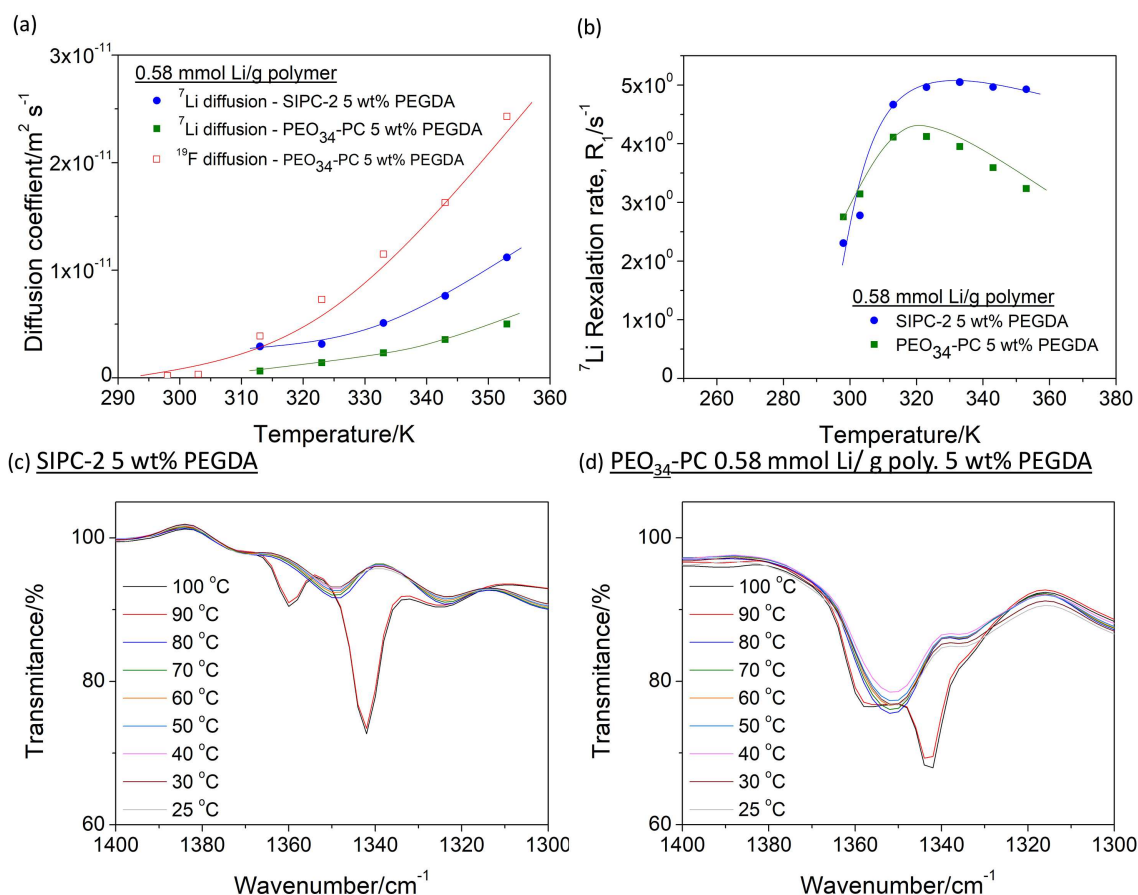 (a)
3x10⁻¹¹
2x10⁻¹¹
1x10⁻¹¹
0
Diffusion coeffient/m² s⁻¹
0.58 mmol Li/g polymer
⁷Li diffusion - SIPC-2 5 wt% PEGDA
⁷Li diffusion - PEO₃₄-PC 5 wt% PEGDA
¹⁹F diffusion - PEO₃₄-PC 5 wt% PEGDA
290 300 310 320 330 340 350 360
Temperature/K
(b)
5x10⁰
4x10⁰
3x10⁰
2x10⁰
1x10⁰
0
⁷Li Rexalation rate, R₁/s⁻¹
0.58 mmol Li/g polymer
SIPC-2 5 wt% PEGDA
PEO₃₄-PC 5 wt% PEGDA
260 280 300 320 340 360 380
Temperature/K
(c) SIPC-2 5 wt% PEGDA
100
80
60
Transmitance/%
100 °C
90 °C
80 °C
70 °C
60 °C
50 °C
40 °C
30 °C
25 °C
1400 1380 1360 1340 1320 1300
Wavenumber/cm⁻¹
(d) PEO₃₄-PC 0.58 mmol Li/ g poly. 5 wt% PEGDA
100
80
60
Transmitance/%
100 °C
90 °C
80 °C
70 °C
60 °C
50 °C
40 °C
30 °C
25 °C
1400 1380 1360 1340 1320 1300
Wavenumber/cm⁻¹